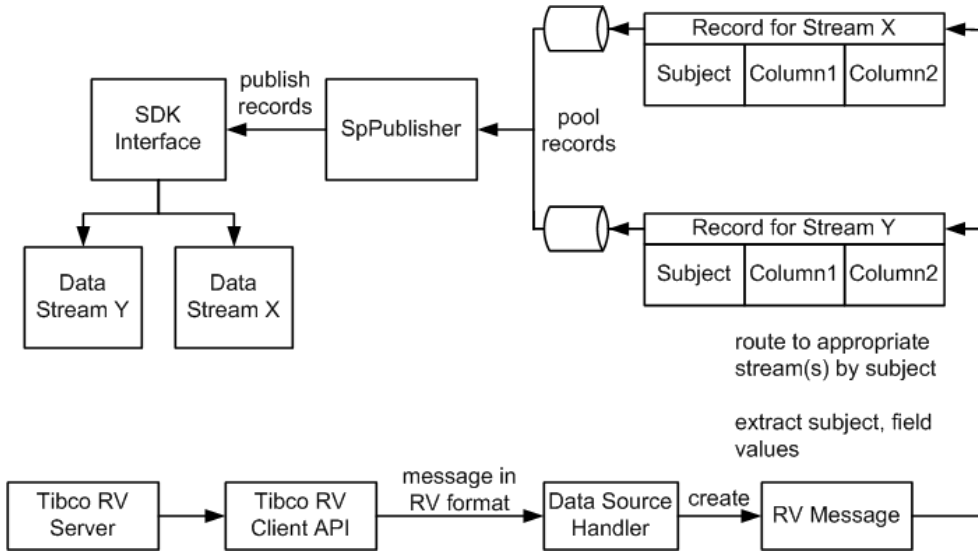 Record for Stream X
Subject Column1 Column2
publish
records
SDK
Interface
SpPublisher
pool
records
Record for Stream Y
Subject Column1 Column2
Data
Stream Y
Data
Stream X
route to appropriate
stream(s) by subject
extract subject, field
values
Tibco RV
Server
Tibco RV
Client API
message in
RV format
Data Source
Handler
create
RV Message